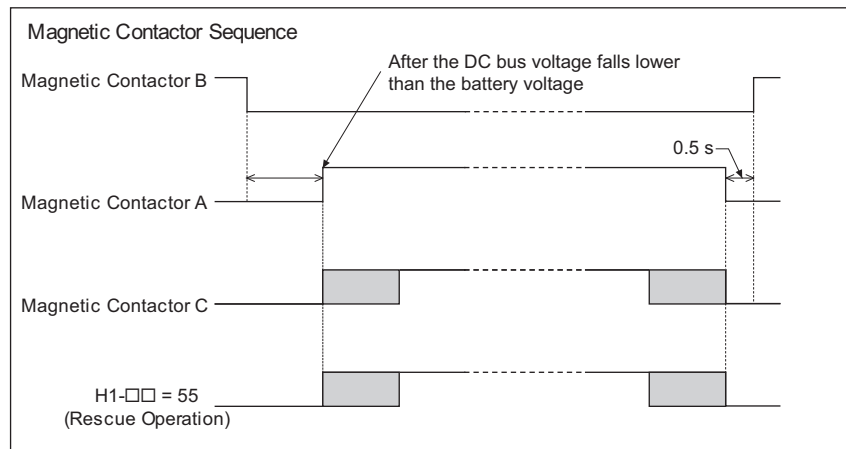 Magnetic Contactor Sequence
After the DC bus voltage falls lower
than the battery voltage
Magnetic Contactor B
0.5 s
Magnetic Contactor A
Magnetic Contactor C
H1-□□ = 55
(Rescue Operation)